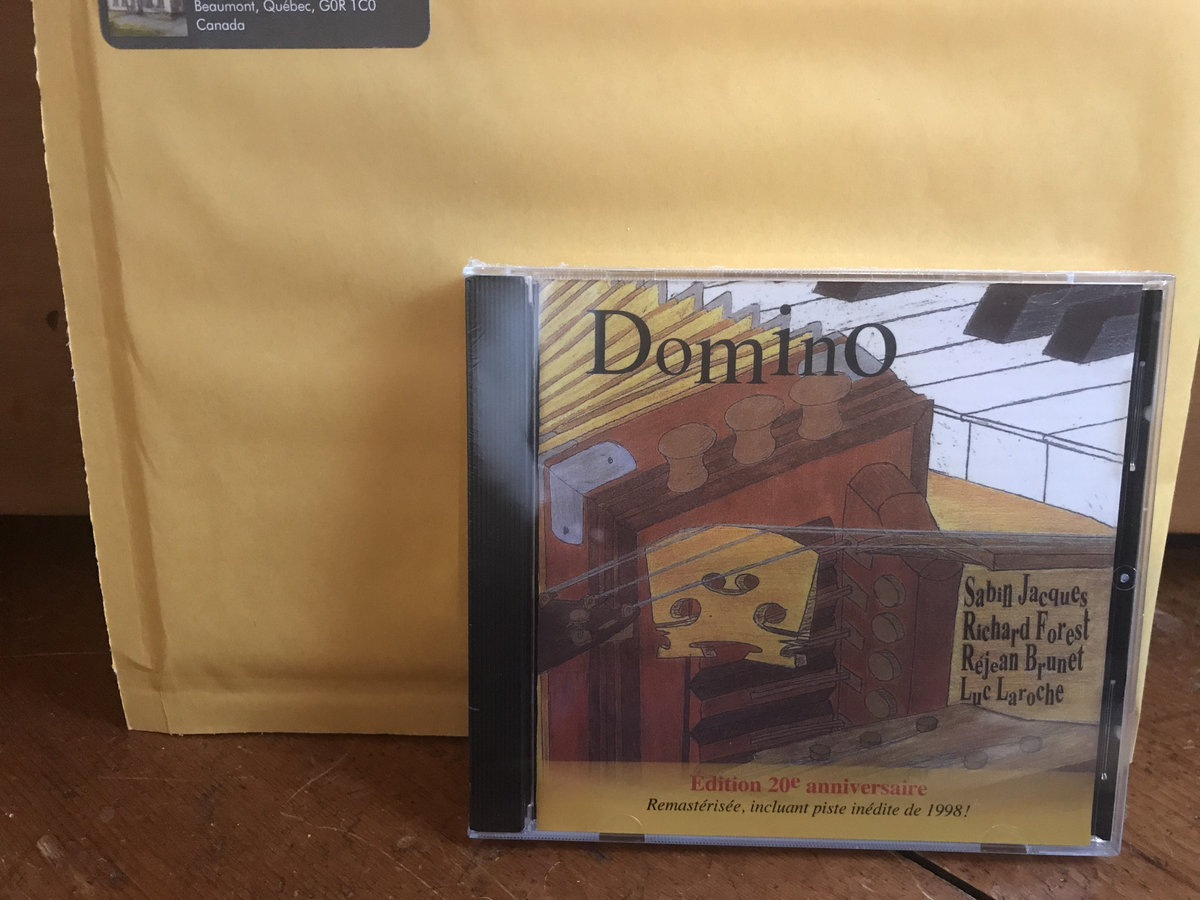 Beaumont, Québec, G0R 1C0
Canada
Domino
Sabin Jacques
Richard Forest
Réjean Brunet
Luc Laroche
Édition 20e anniversaire
Remastérisée, incluant piste inédite de 1998!